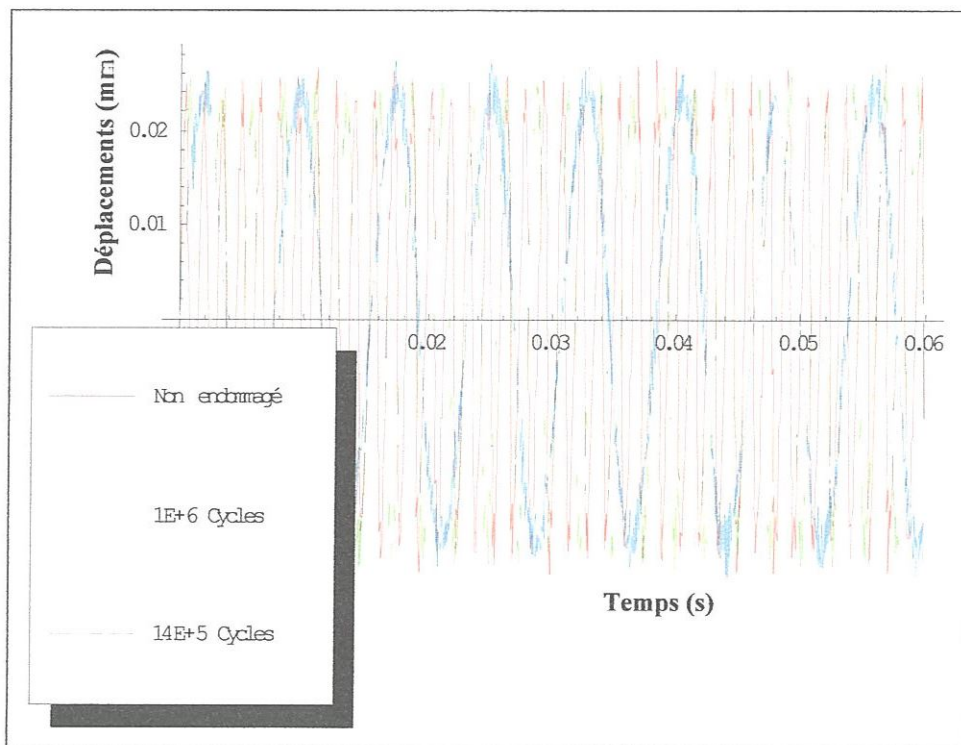 Déplacements (mm)
0.02
0.01
0.02
0.03
0.04
0.05
0.06
Temps (s)
Non endommagé
1E+6 Cycles
14E+5 Cycles